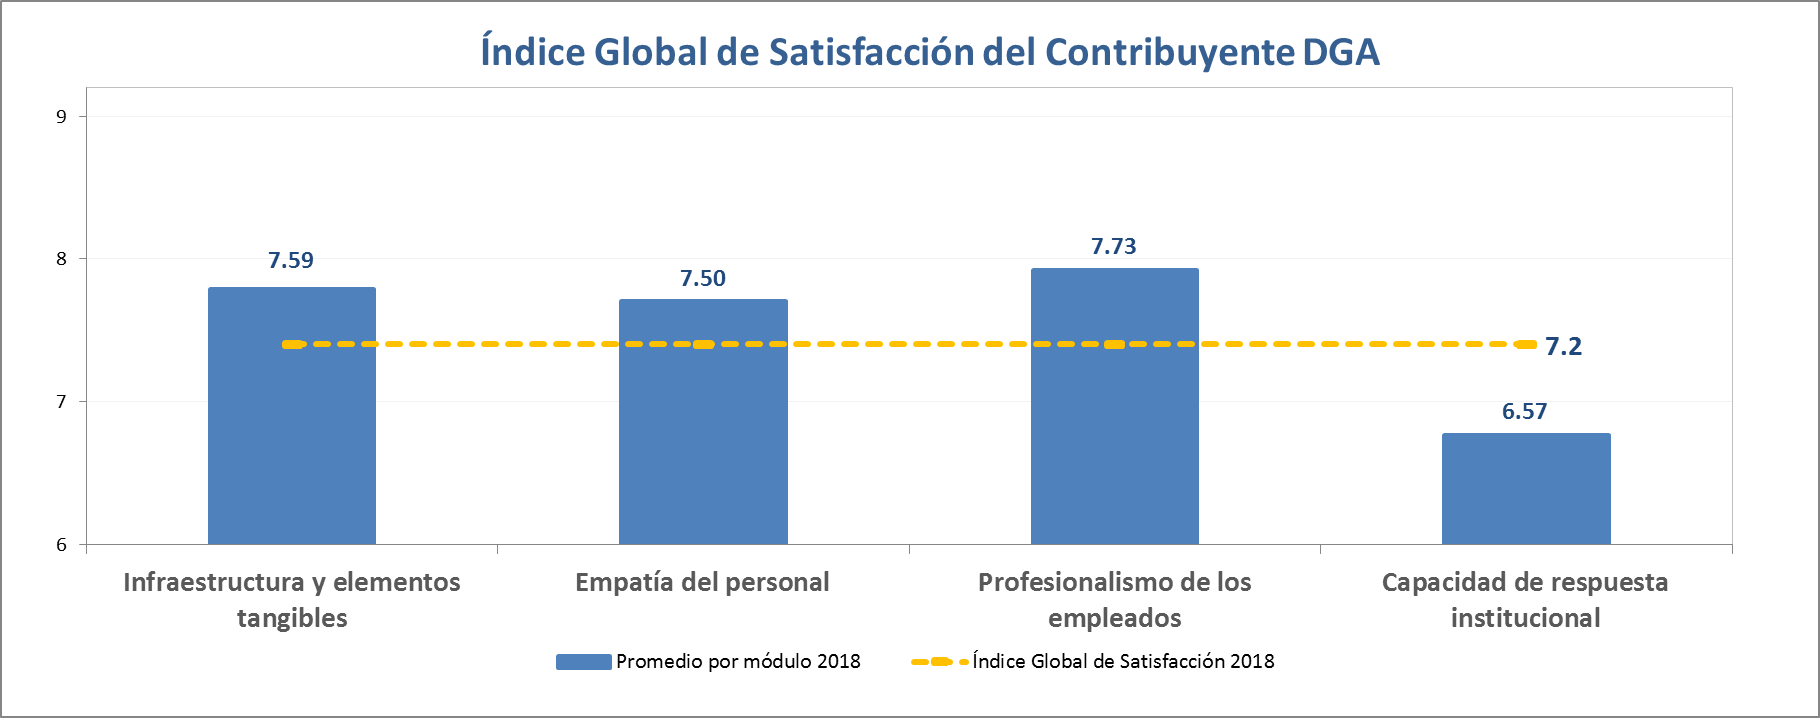 Índice Global de Satisfacción del Contribuyente DGA
9
8
7
6
7.59
7.50
7.73
6.57
7.2
Infraestructura y elementos
tangibles
Empatía del personal
Profesionalismo de los
empleados
Capacidad de respuesta
institucional
Promedio por módulo 2018
Índice Global de Satisfacción 2018